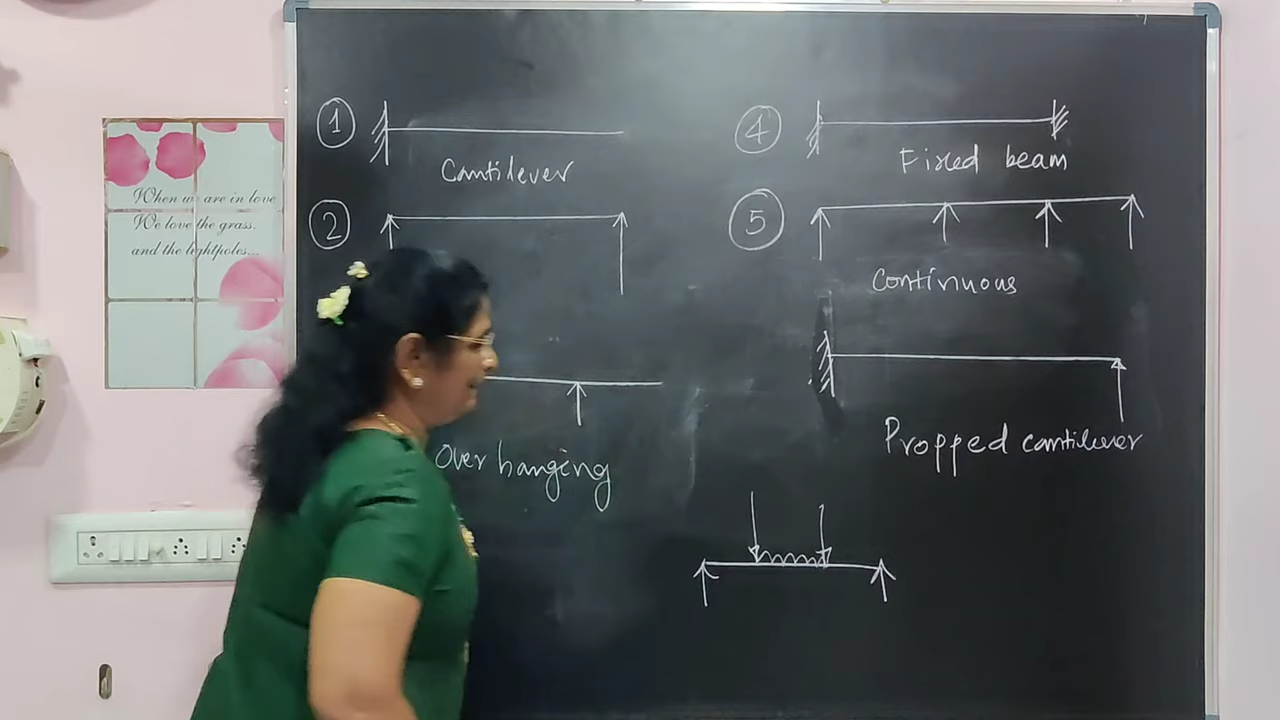 When we are in love
We love the grass,
and the lightpoles...
1
Cantilever
2
Over hanging
4
Fixed beam
5
Continuous
Propped cantilever